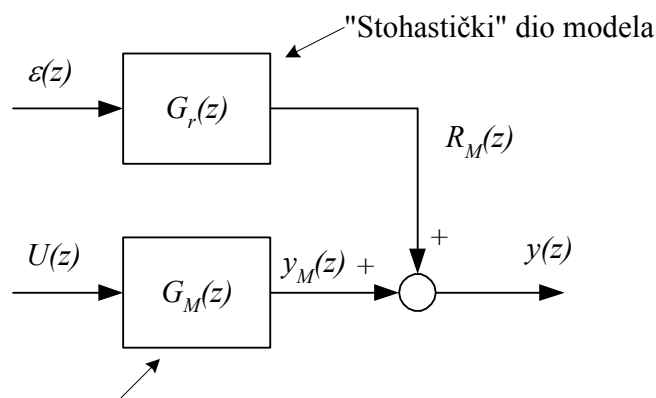 "Stohastički" dio modela
ε(z)
G_r(z)
R_M(z)
+
U(z)
G_M(z)
y_M(z)
+
y(z)